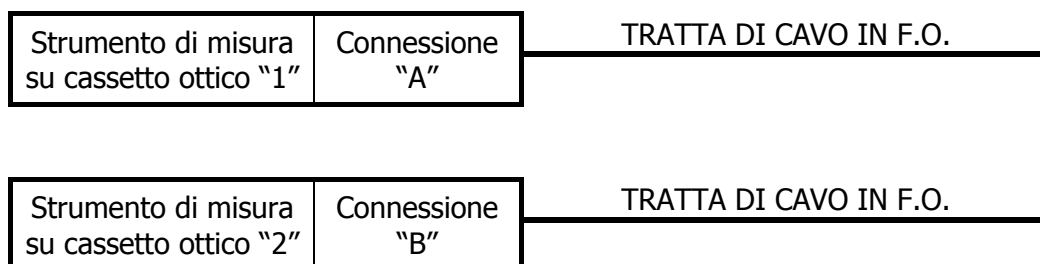 Strumento di misura
su cassetto ottico “1”
Connessione
“A”
TRATTA DI CAVO IN F.O.
Strumento di misura
su cassetto ottico “2”
Connessione
“B”
TRATTA DI CAVO IN F.O.